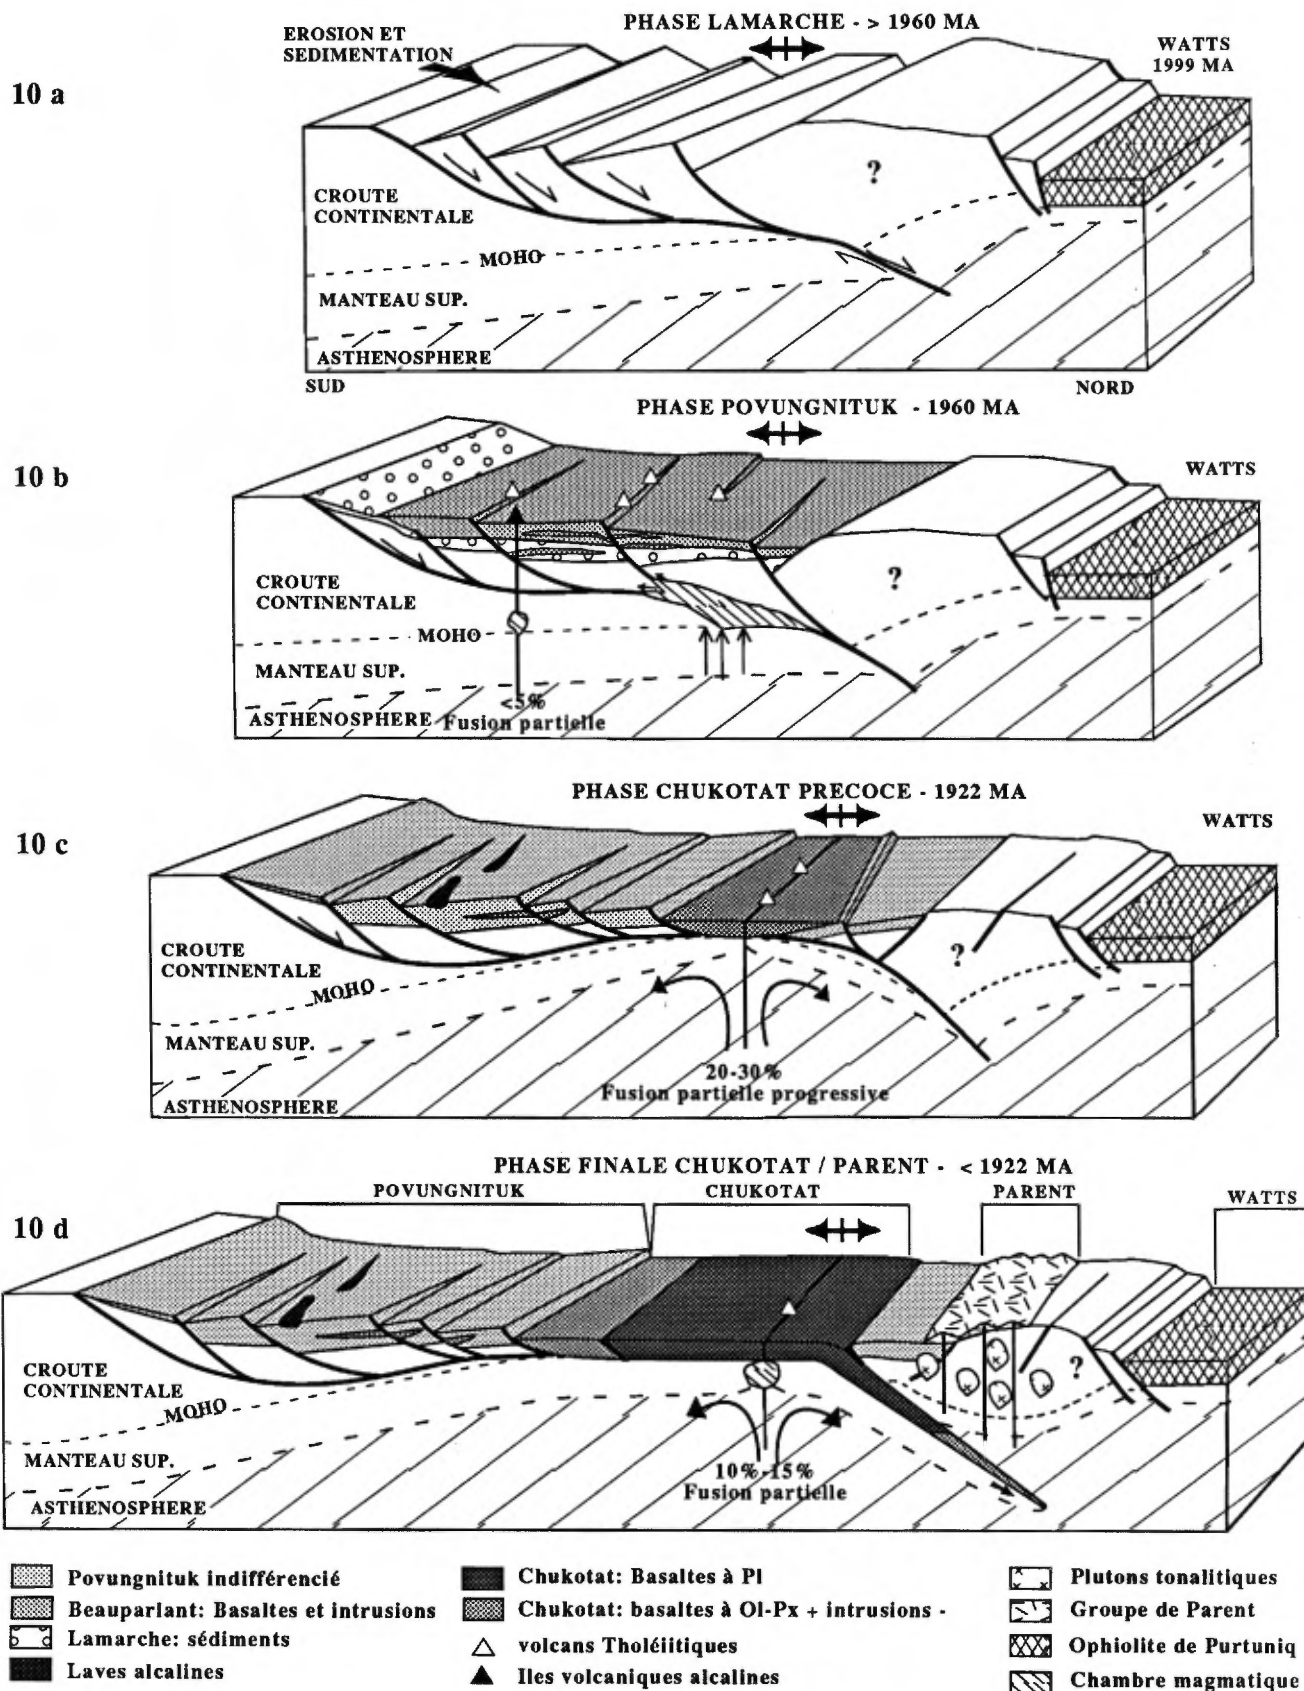 PHASE LAMARCHE - > 1960 MA
EROSION ET
SEDIMENTATION
WATTS
1999 MA
10 a
?
CROUTE
CONTINENTALE
MOHO
MANTEAU SUP.
ASTHENOSPHERE
SUD
NORD
PHASE POVUNGNITUK - 1960 MA
10 b
WATTS
?
CROUTE
CONTINENTALE
MOHO
MANTEAU SUP.
ASTHENOSPHERE
<5%
Fusion partielle
PHASE CHUKOTAT PRECOCE - 1922 MA
10 c
WATTS
?
CROUTE
CONTINENTALE
MOHO
MANTEAU SUP.
ASTHENOSPHERE
20-30%
Fusion partielle progressive
PHASE FINALE CHUKOTAT / PARENT - < 1922 MA
POVUNGNITUK
CHUKOTAT
PARENT
WATTS
10 d
?
CROUTE
CONTINENTALE
MOHO
MANTEAU SUP.
ASTHENOSPHERE
10%-15%
Fusion partielle
Povungnituk indifférencié
Beauparlant: Basaltes et intrusions
Lamarche: sédiments
Laves alcalines
Chukotat: Basaltes à Pl
Chukotat: basaltes à Ol-Px + intrusions -
volcans Tholéiitiques
Iles volcaniques alcalines
Plutons tonalitiques
Groupe de Parent
Ophiolite de Purtuniq
Chambre magmatique